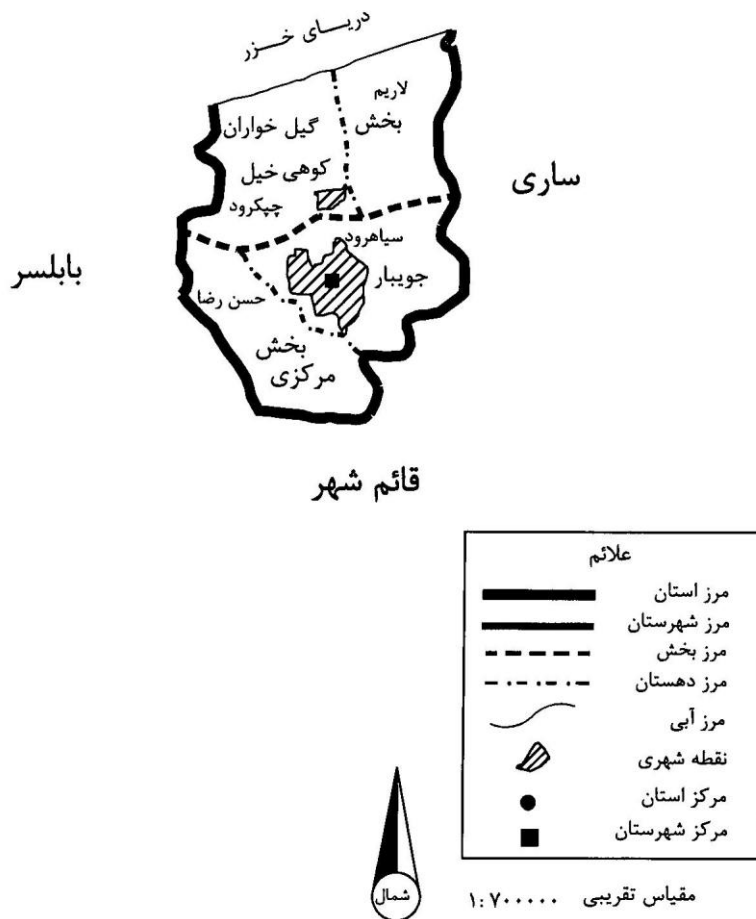 دریـــای خـــزر
لاریم
بخش
گیل خواران
کوهی خیل
چپکرود
ساری
سیاهرود
جویبار
بابلسر
حسن رضا
بخش
مرکزی
قائم شهر
علائم
مرز استان
مرز شهرستان
مرز بخش
مرز دهستان
مرز آبی
نقطه شهری
مرکز استان
مرکز شهرستان
شمال
مقیاس تقریبی ۱:۷۰۰۰۰۰